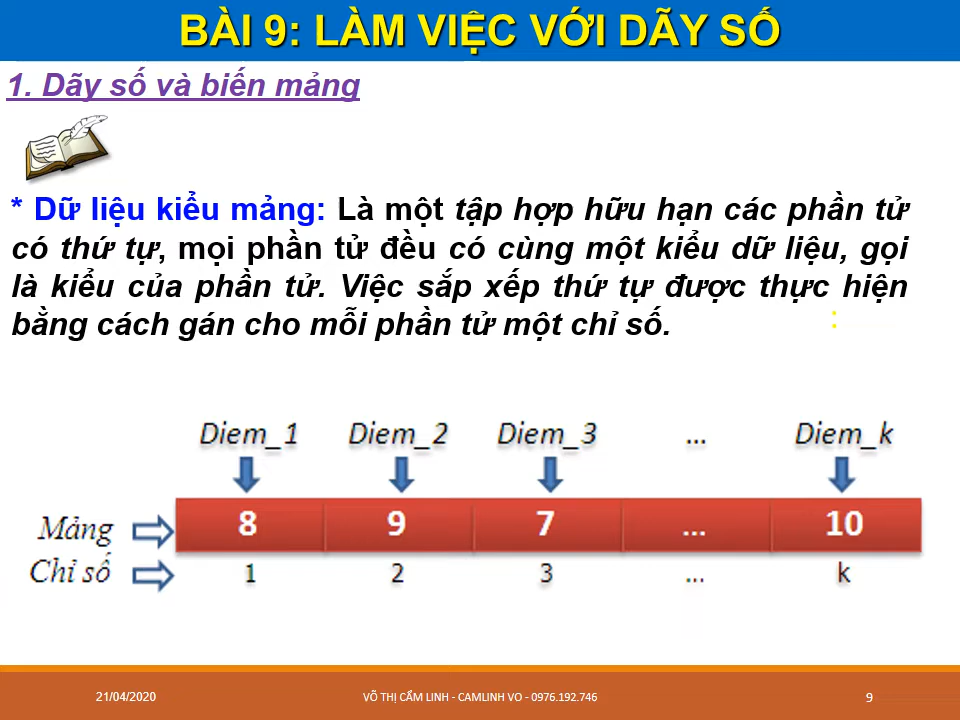 BÀI 9: LÀM VIỆC VỚI DÃY SỐ
1. Dãy số và biến mảng
* Dữ liệu kiểu mảng: Là một tập hợp hữu hạn các phần tử
có thứ tự, mọi phần tử đều có cùng một kiểu dữ liệu, gọi
là kiểu của phần tử. Việc sắp xếp thứ tự được thực hiện
bằng cách gán cho mỗi phần tử một chỉ số.
:
Diem_1 Diem_2 Diem_3 ... Diem_k
Mảng 8 9 7 ... 10
Chỉ số 1 2 3 ... k
21/04/2020 VÕ THỊ CẨM LINH - CAMLINH VO - 0976.192.746 9